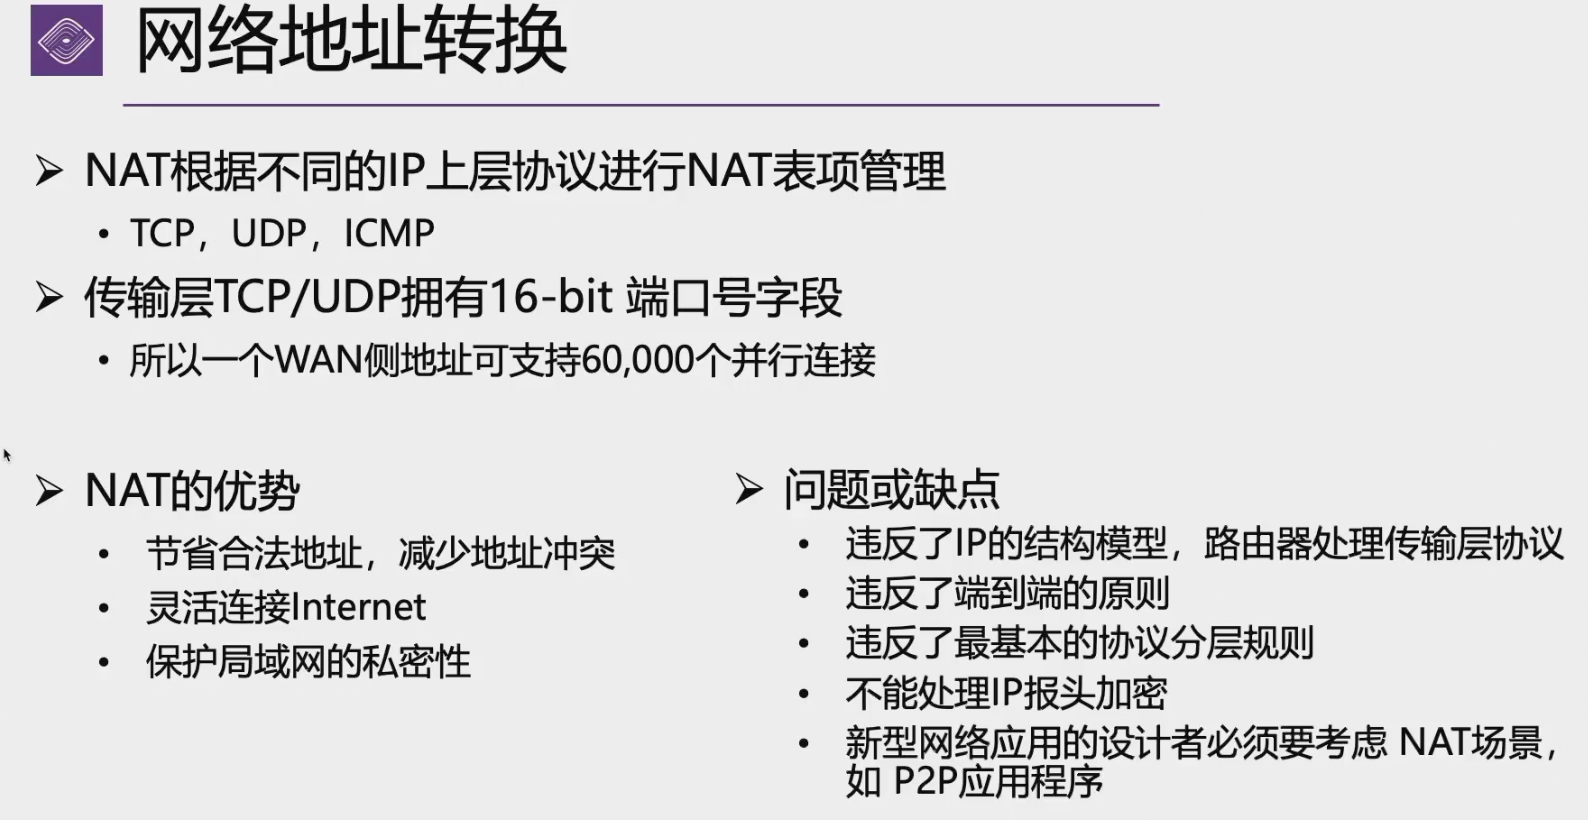 网络地址转换
➢ NAT根据不同的IP上层协议进行NAT表项管理
• TCP，UDP，ICMP
➢ 传输层TCP/UDP拥有16-bit 端口号字段
• 所以一个WAN侧地址可支持60,000个并行连接
➢ NAT的优势
• 节省合法地址，减少地址冲突
• 灵活连接Internet
• 保护局域网的私密性
➢ 问题或缺点
• 违反了IP的结构模型，路由器处理传输层协议
• 违反了端到端的原则
• 违反了最基本的协议分层规则
• 不能处理IP报头加密
• 新型网络应用的设计者必须要考虑 NAT场景，
如 P2P应用程序